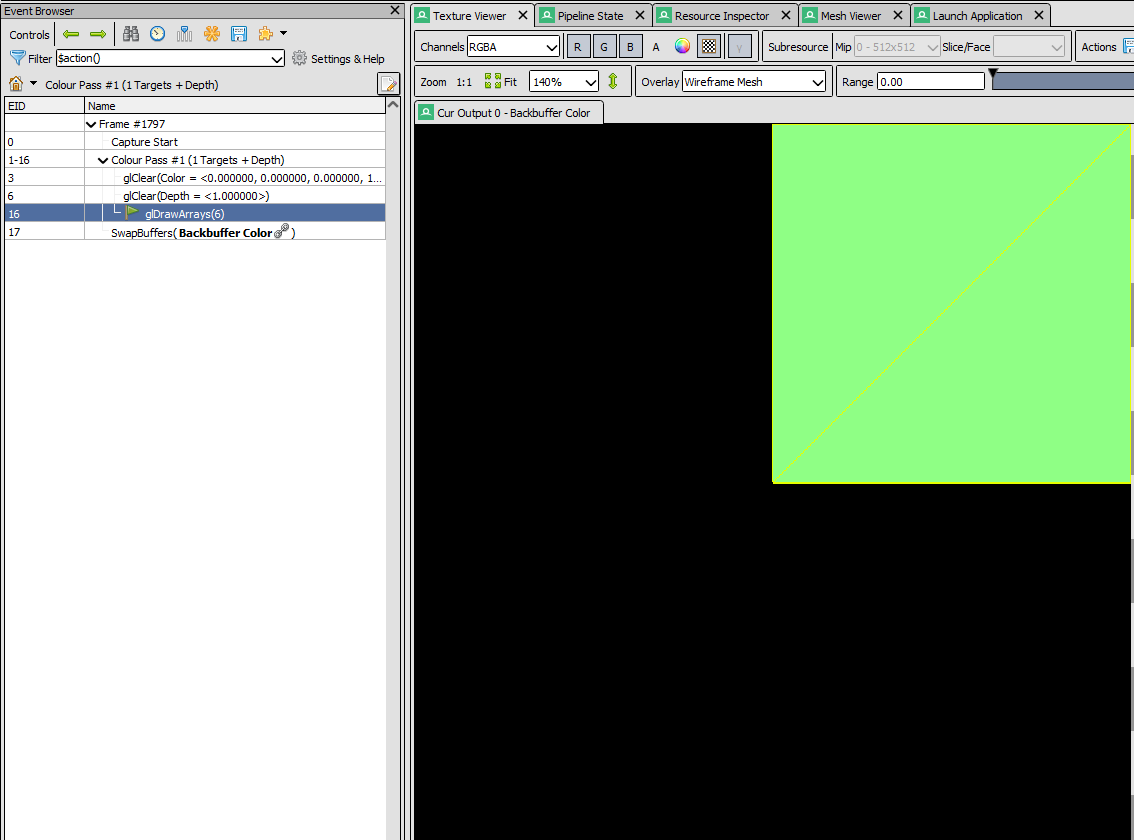 Event Browser
Controls
Filter $action() Settings & Help
Colour Pass #1 (1 Targets + Depth)
EID Name
Frame #1797
0 Capture Start
1-16 Colour Pass #1 (1 Targets + Depth)
3 glClear(Color = <0.000000, 0.000000, 0.000000, 1...
6 glClear(Depth = <1.000000>)
16 glDrawArrays(6)
17 SwapBuffers( Backbuffer Color )
Texture Viewer Pipeline State Resource Inspector Mesh Viewer Launch Application
Channels RGBA R G B A γ Subresource Mip 0 - 512x512 Slice/Face Actions
Zoom 1:1 Fit 140% Overlay Wireframe Mesh Range 0.00
Cur Output 0 - Backbuffer Color